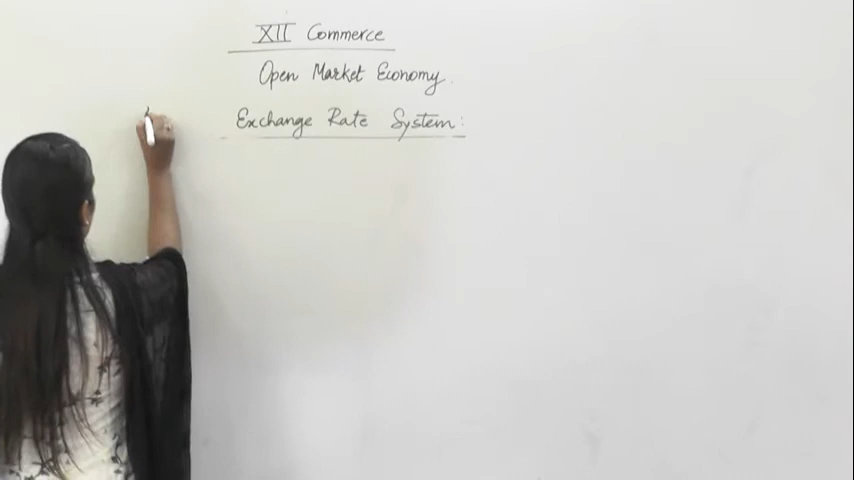 XII Commerce
Open Market Economy.
Exchange Rate System: